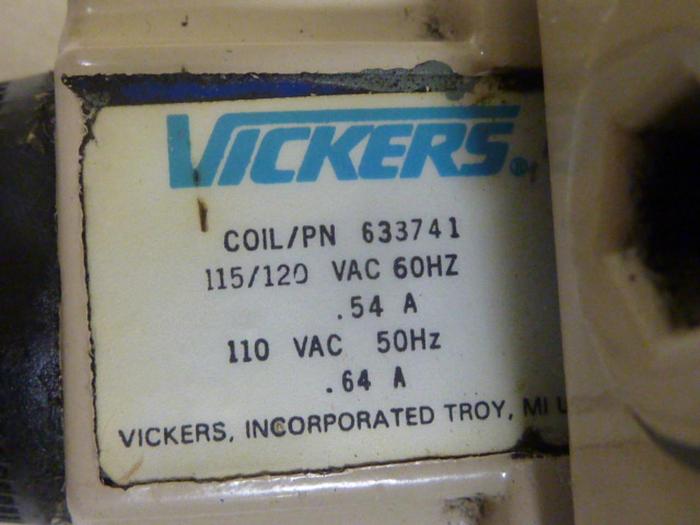 VICKERS®
COIL/PN 633741
115/120 VAC 60HZ
.54 A
110 VAC 50Hz
.64 A
VICKERS, INCORPORATED TROY, MI U